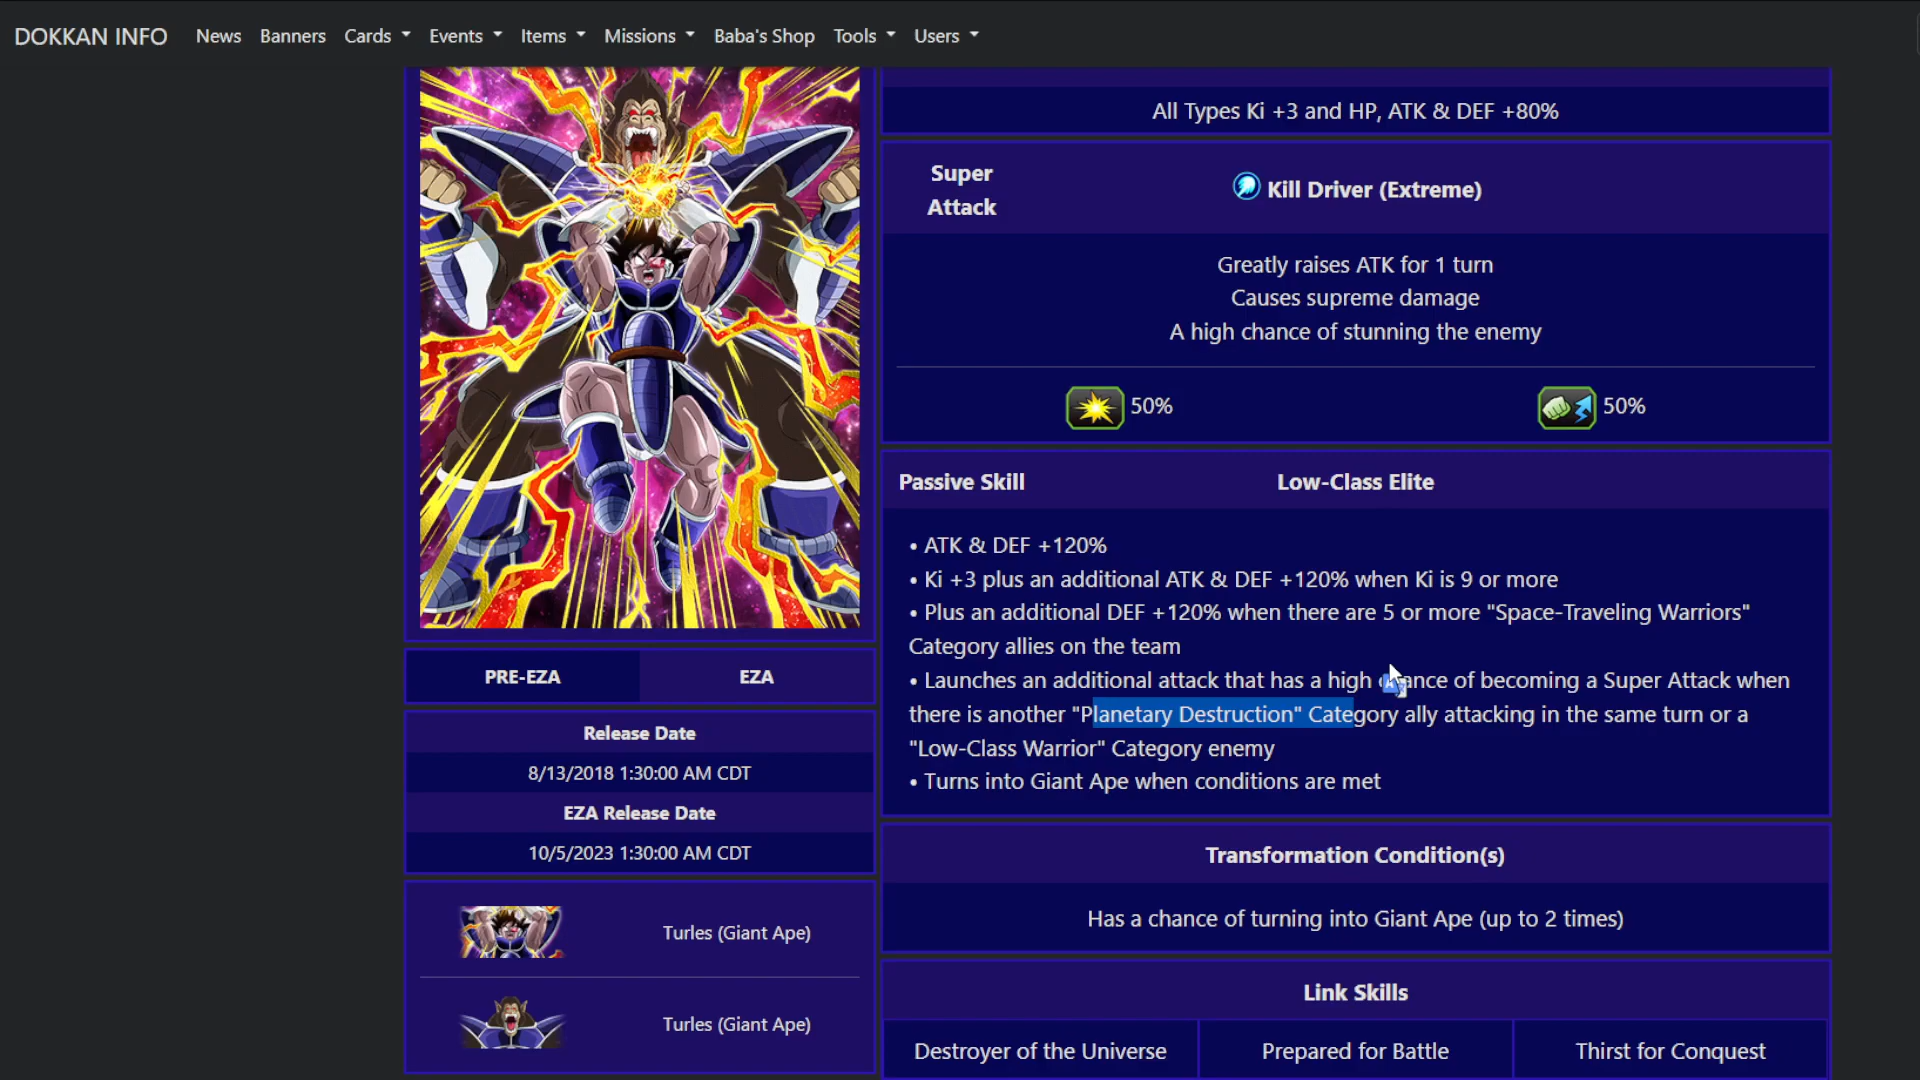 DOKKAN INFO News Banners Cards Events Items Missions Baba's Shop Tools Users
All Types Ki +3 and HP, ATK & DEF +80%
Super
Attack
Kill Driver (Extreme)
Greatly raises ATK for 1 turn
Causes supreme damage
A high chance of stunning the enemy
50% 50%
Passive Skill Low-Class Elite
• ATK & DEF +120%
• Ki +3 plus an additional ATK & DEF +120% when Ki is 9 or more
• Plus an additional DEF +120% when there are 5 or more "Space-Traveling Warriors"
Category allies on the team
• Launches an additional attack that has a high chance of becoming a Super Attack when
there is another "Planetary Destruction" Category ally attacking in the same turn or a
"Low-Class Warrior" Category enemy
• Turns into Giant Ape when conditions are met
Transformation Condition(s)
Has a chance of turning into Giant Ape (up to 2 times)
Link Skills
Destroyer of the Universe Prepared for Battle Thirst for Conquest
PRE-EZA EZA
Release Date
8/13/2018 1:30:00 AM CDT
EZA Release Date
10/5/2023 1:30:00 AM CDT
Turles (Giant Ape)
Turles (Giant Ape)